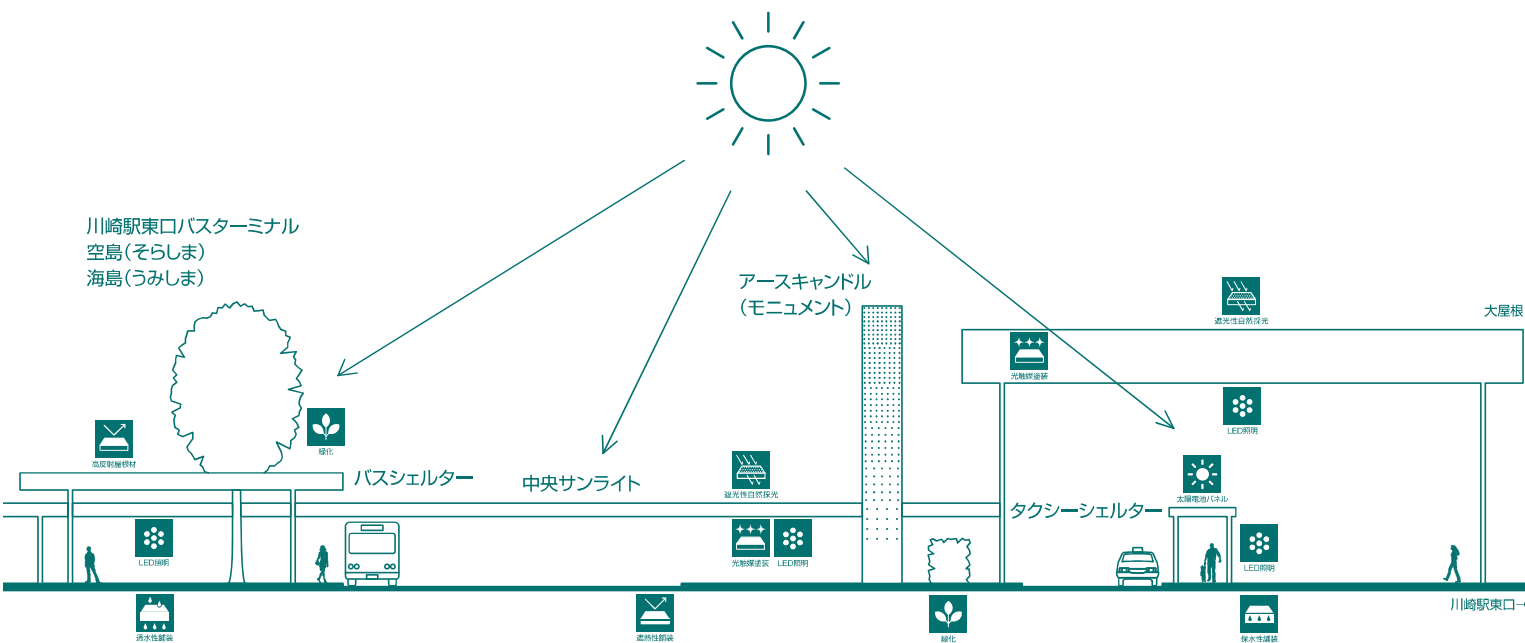 川崎駅東口バスターミナル
空島(そらしま)
海島(うみしま)
アースキャンドル
(モニュメント)
遮光性自然採光
大屋根
光触媒塗装
LED照明
緑化
高反射屋根材
バスシェルター
中央サンライト
遮光性自然採光
太陽電池パネル
タクシーシェルター
LED照明
光触媒塗装
LED照明
LED照明
川崎駅東口→
透水性舗装
遮熱性舗装
緑化
保水性舗装